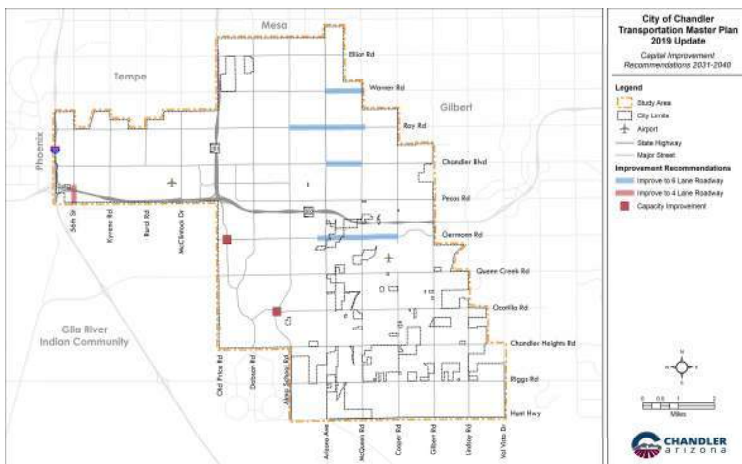 Mesa
Tempe
Gilbert
Phoenix
Gila River
Indian Community
Elliot Rd
Warner Rd
Ray Rd
Chandler Blvd
Pecos Rd
Germann Rd
Queen Creek Rd
Ocotillo Rd
Chandler Heights Rd
Riggs Rd
Hunt Hwy
56th St
Kyrene Rd
Rural Rd
McClintock Dr
Old Price Rd
Dobson Rd
Alma School Rd
Arizona Ave
McQueen Rd
Cooper Rd
Gilbert Rd
Lindsay Rd
Val Vista Dr
City of Chandler
Transportation Master Plan
2019 Update
Capital Improvement
Recommendations 2031-2040
Legend
Study Area
City Limits
Airport
State Highway
Major Street
Improvement Recommendations
Improve to 6 Lane Roadway
Improve to 4 Lane Roadway
Capacity Improvement
N
W
E
S
0 0.5 1 2
Miles
CHANDLER
arizona